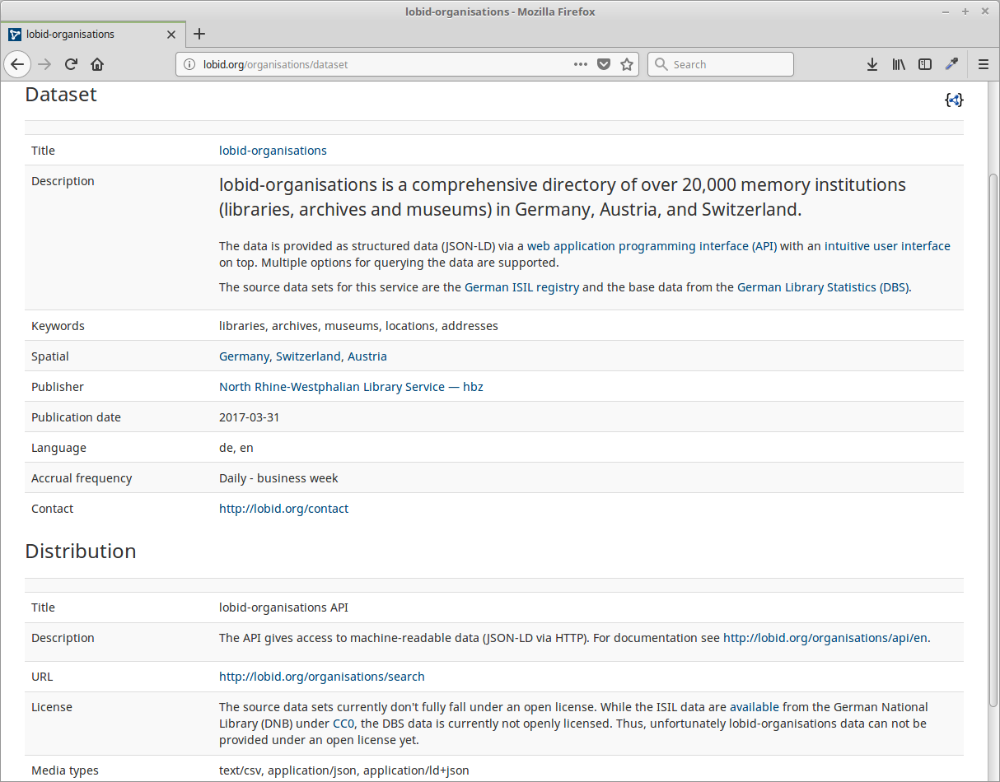 lobid-organisations - Mozilla Firefox
lobid-organisations
lobid.org/organisations/dataset
Search
Dataset
Title lobid-organisations
Description lobid-organisations is a comprehensive directory of over 20,000 memory institutions
(libraries, archives and museums) in Germany, Austria, and Switzerland.
The data is provided as structured data (JSON-LD) via a web application programming interface (API) with an intuitive user interface
on top. Multiple options for querying the data are supported.
The source data sets for this service are the German ISIL registry and the base data from the German Library Statistics (DBS).
Keywords libraries, archives, museums, locations, addresses
Spatial Germany, Switzerland, Austria
Publisher North Rhine-Westphalian Library Service — hbz
Publication date 2017-03-31
Language de, en
Accrual frequency Daily - business week
Contact http://lobid.org/contact
Distribution
Title lobid-organisations API
Description The API gives access to machine-readable data (JSON-LD via HTTP). For documentation see http://lobid.org/organisations/api/en.
URL http://lobid.org/organisations/search
License The source data sets currently don't fully fall under an open license. While the ISIL data are available from the German National
Library (DNB) under CC0, the DBS data is currently not openly licensed. Thus, unfortunately lobid-organisations data can not be
provided under an open license yet.
Media types text/csv, application/json, application/ld+json